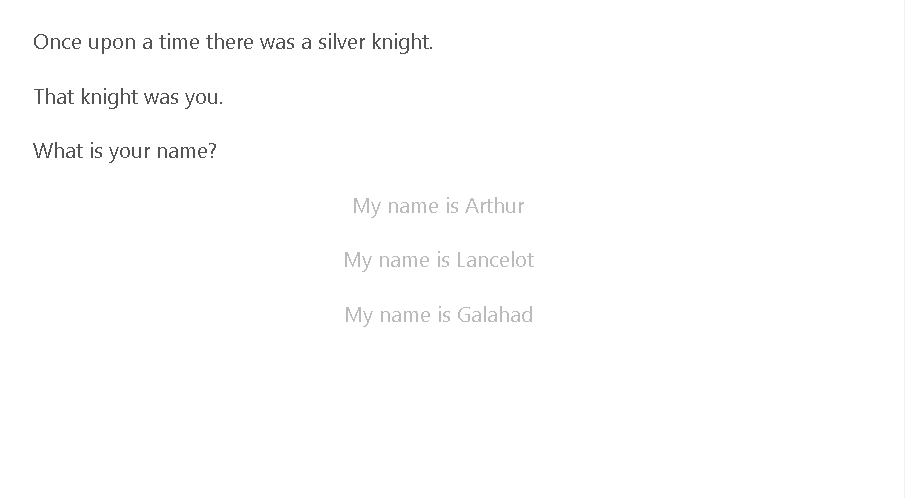 Once upon a time there was a silver knight.
That knight was you.
What is your name?
My name is Arthur
My name is Lancelot
My name is Galahad